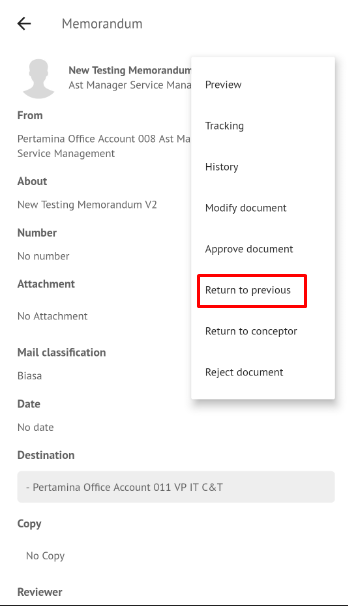 Memorandum
New Testing Memorandum
Ast Manager Service Mana
From
Pertamina Office Account 008 Ast Ma
Service Management
About
New Testing Memorandum V2
Number
No number
Attachment
No Attachment
Mail classification
Biasa
Date
No date
Destination
- Pertamina Office Account 011 VP IT C&T
Copy
No Copy
Reviewer
Preview
Tracking
History
Modify document
Approve document
Return to previous
Return to conceptor
Reject document